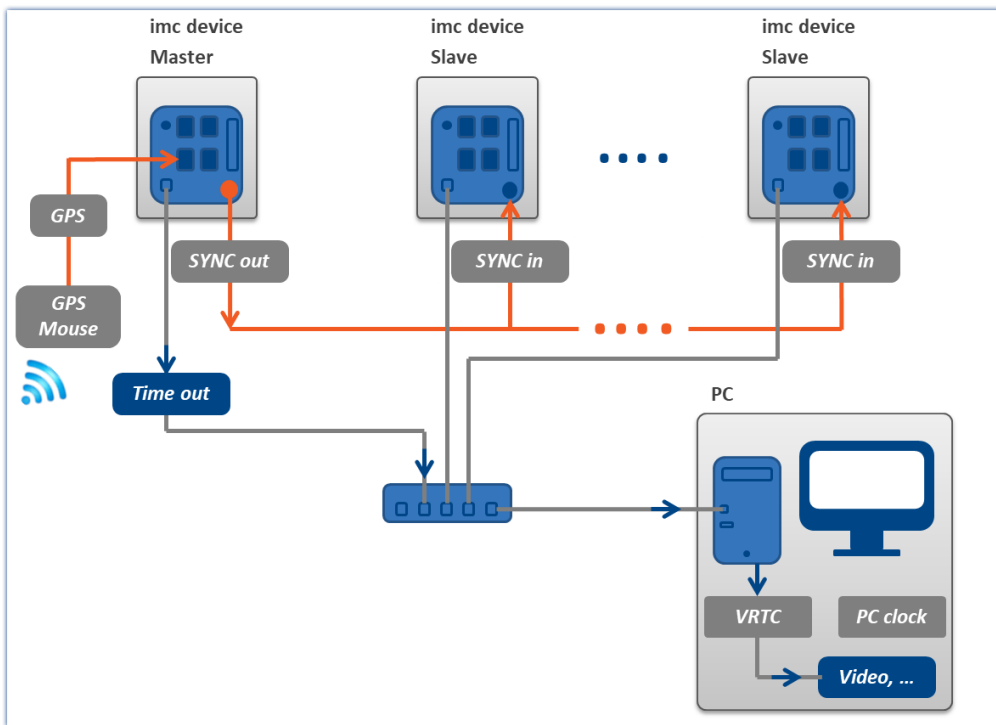 imc device
Master
imc device
Slave
imc device
Slave
GPS
SYNC out
SYNC in
SYNC in
GPS
Mouse
Time out
PC
VRTC
PC clock
Video, ...